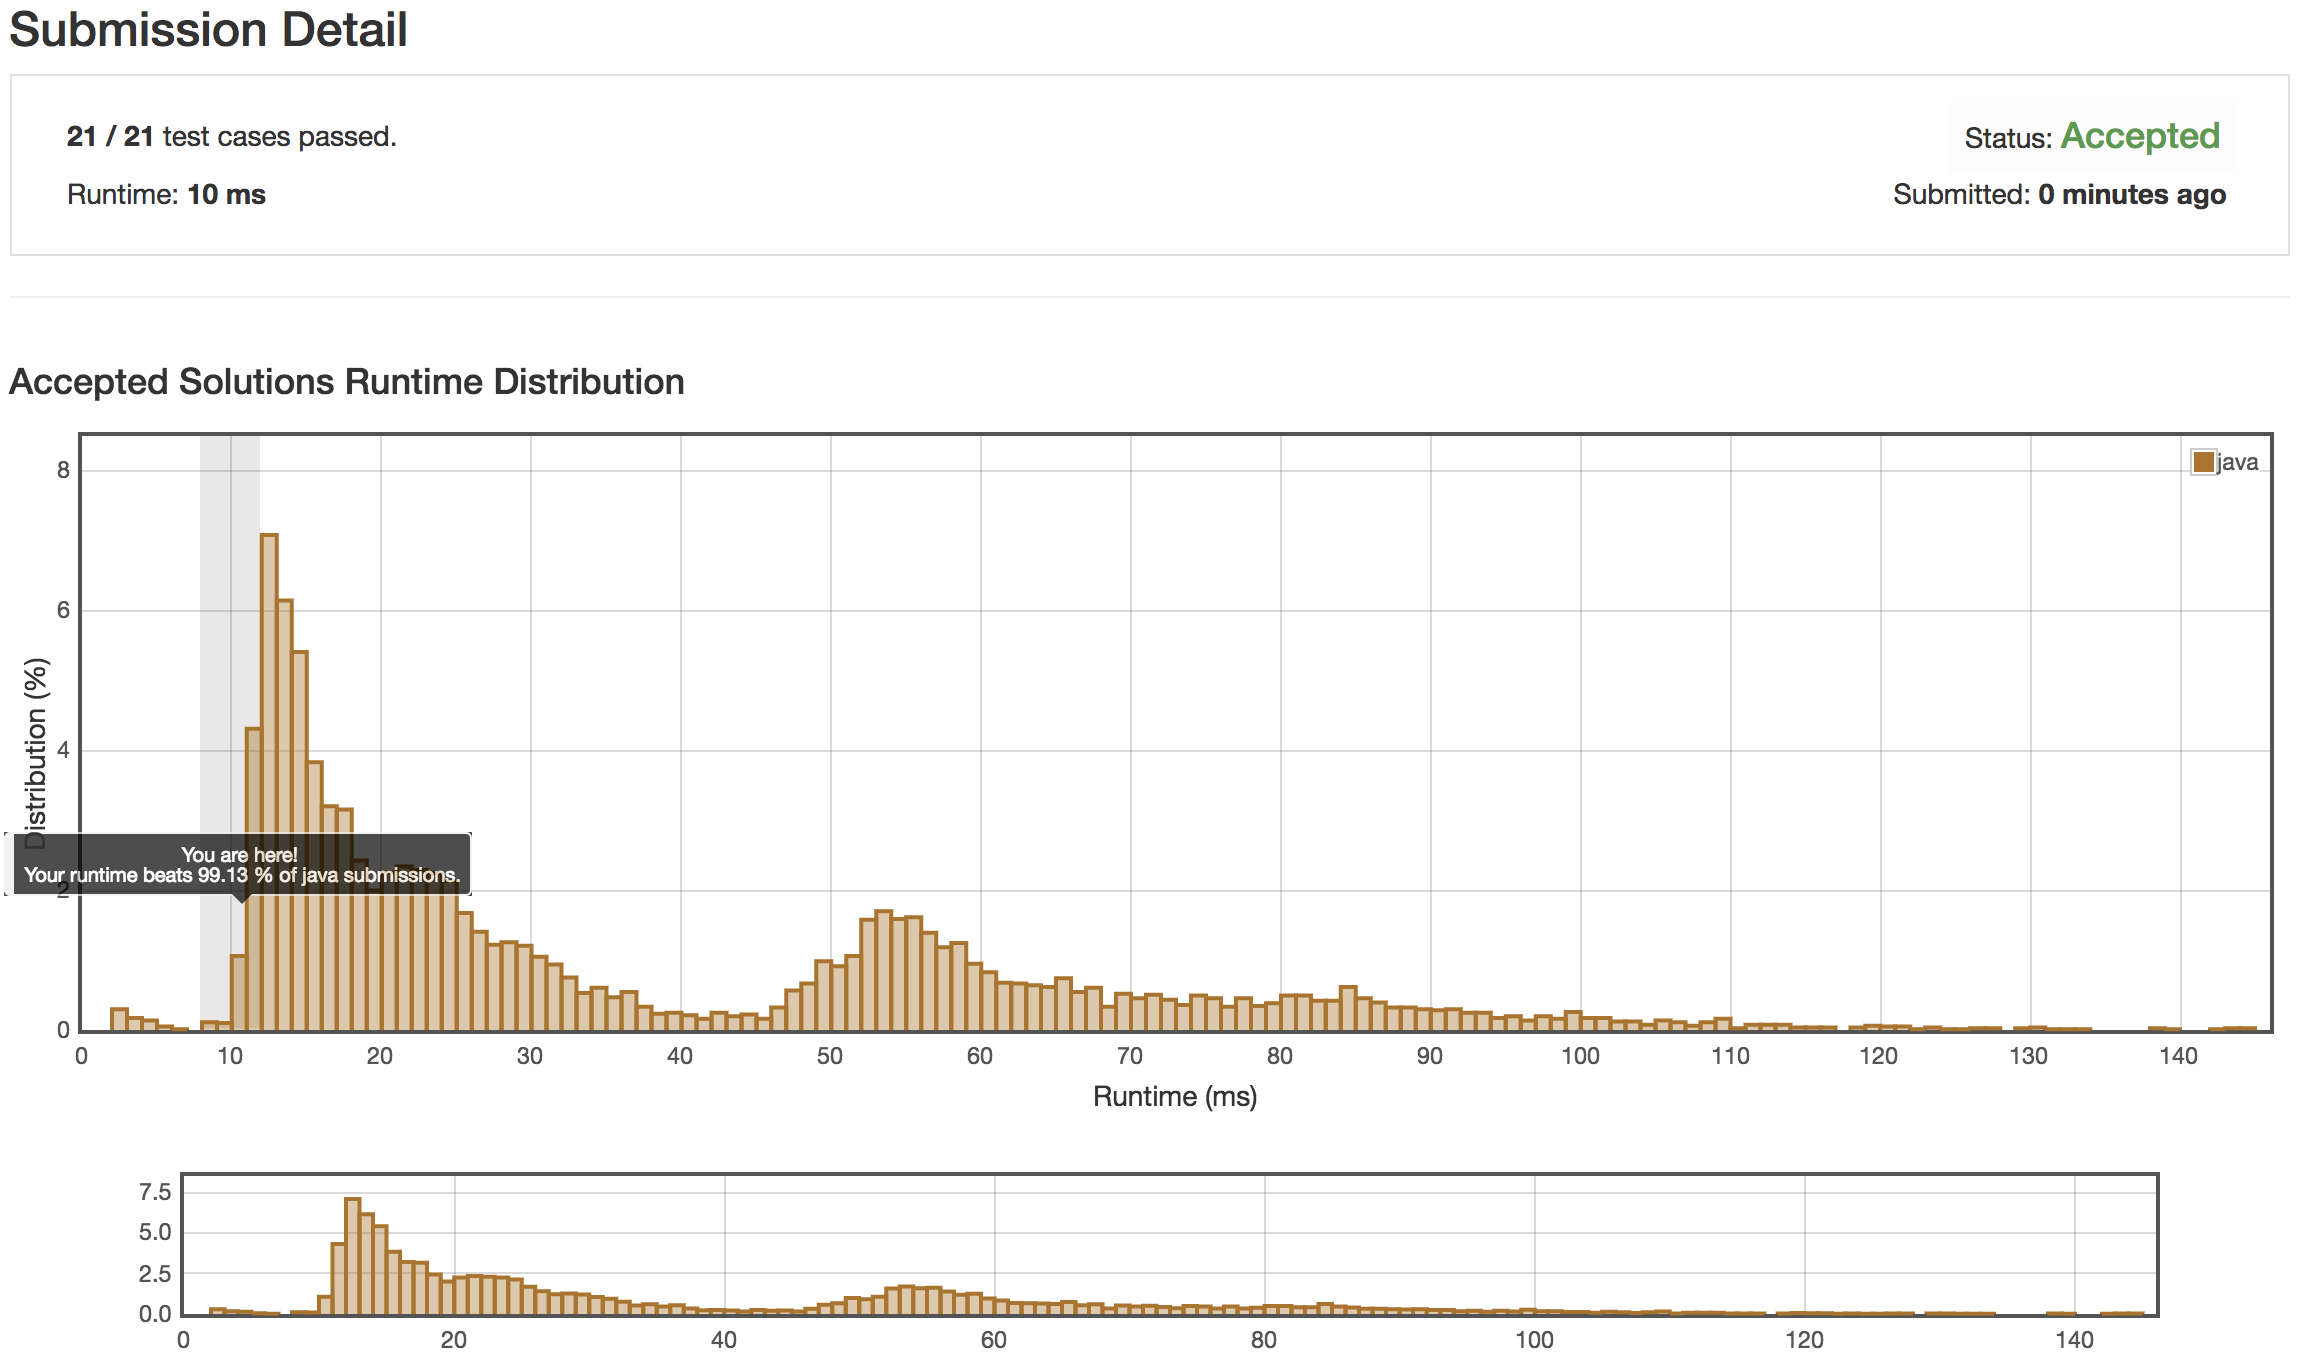 Submission Detail
21 / 21 test cases passed.
Status: Accepted
Runtime: 10 ms
Submitted: 0 minutes ago
Accepted Solutions Runtime Distribution
java
8
6
4
2
0
Distribution (%)
You are here!
Your runtime beats 99.13 % of java submissions.
0 10 20 30 40 50 60 70 80 90 100 110 120 130 140
Runtime (ms)
7.5
5.0
2.5
0.0
0 20 40 60 80 100 120 140